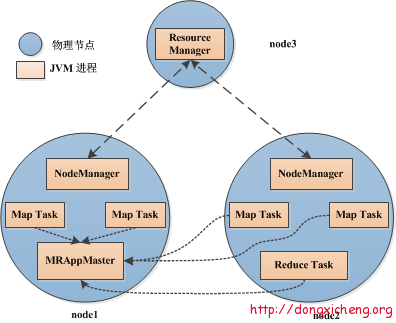 物理节点
JVM 进程
Resource
Manager
node3
NodeManager
NodeManager
Map Task
Map Task
Map Task
Map Task
MRAppMaster
Reduce Task
node1
node2
http://dongxicheng.org